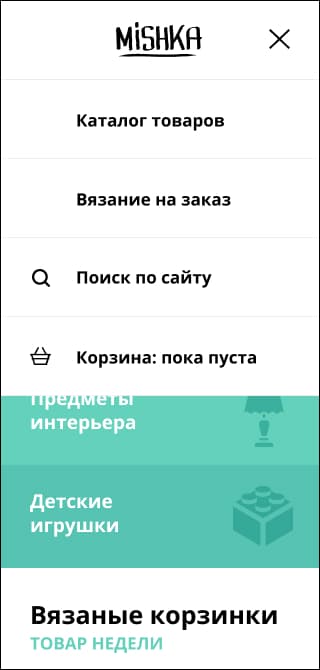 MiSHKA
Каталог товаров
Вязание на заказ
Поиск по сайту
Корзина: пока пуста
Предметы
интерьера
Детские
игрушки
Вязаные корзинки
ТОВАР НЕДЕЛИ